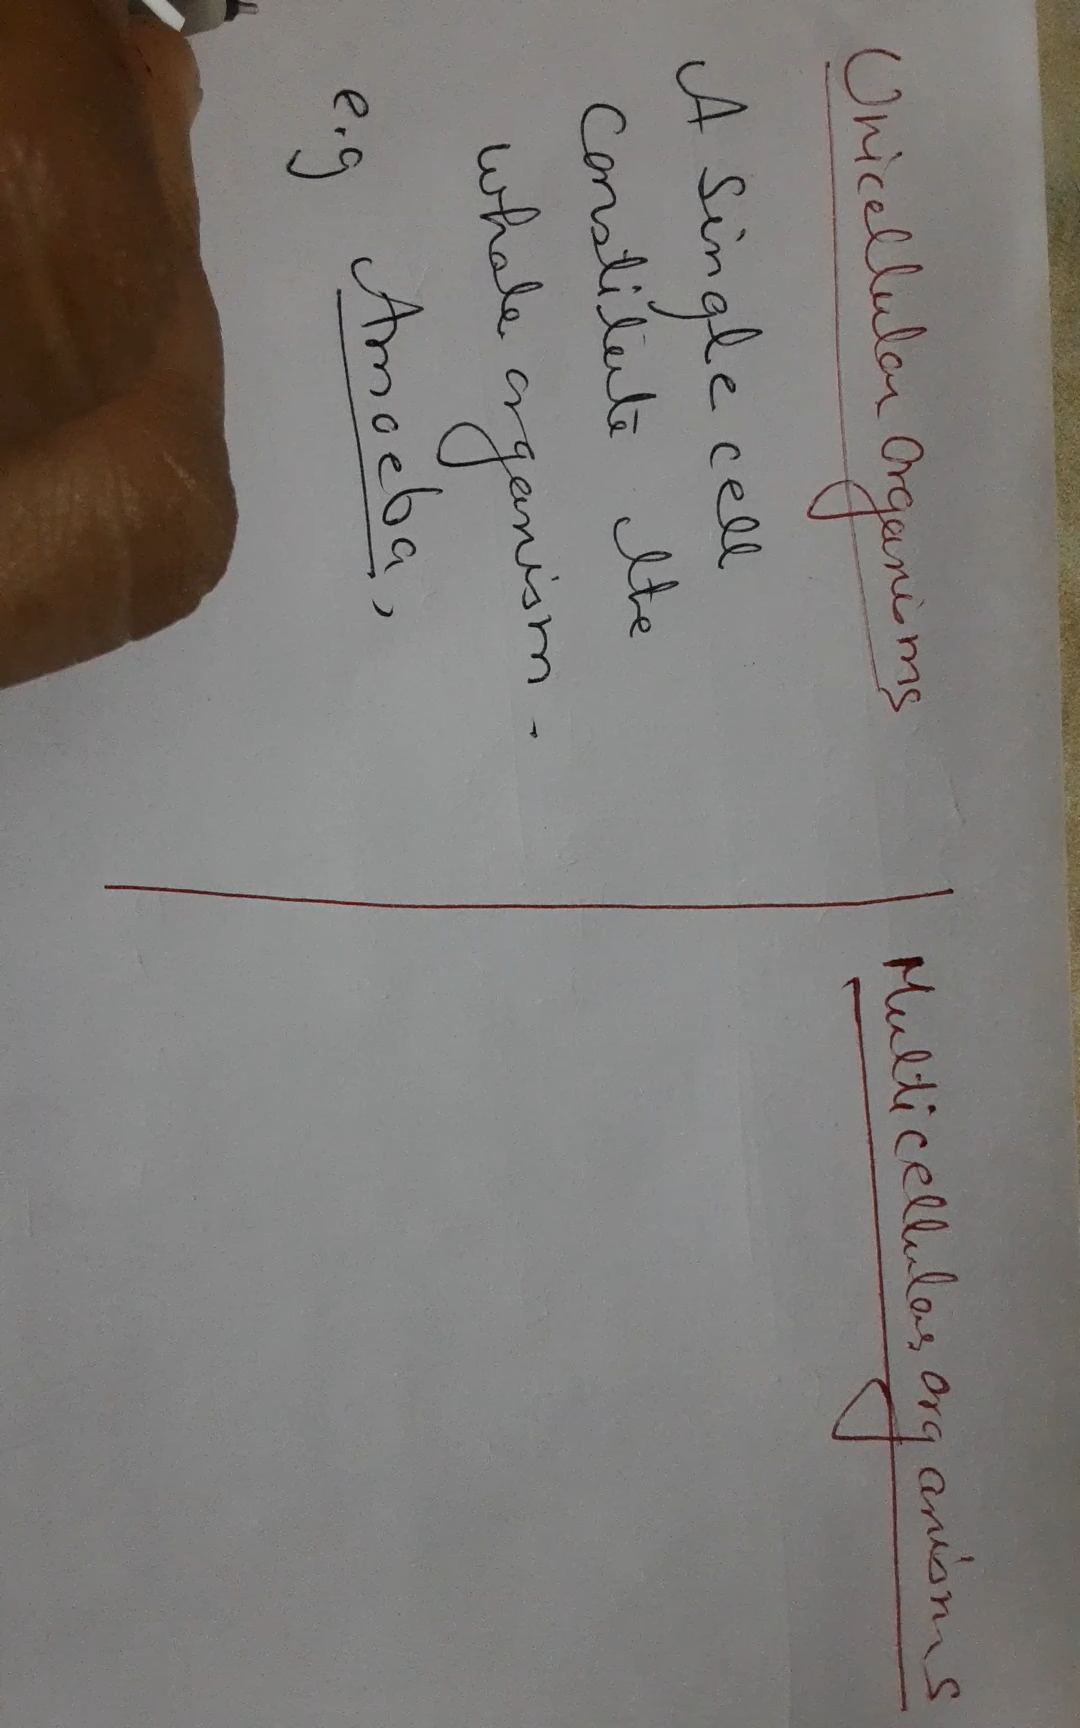 Unicellular organisms
A Single cell
Constitute the
whole organism.
e.g Amoeba,
Multicellular organisms